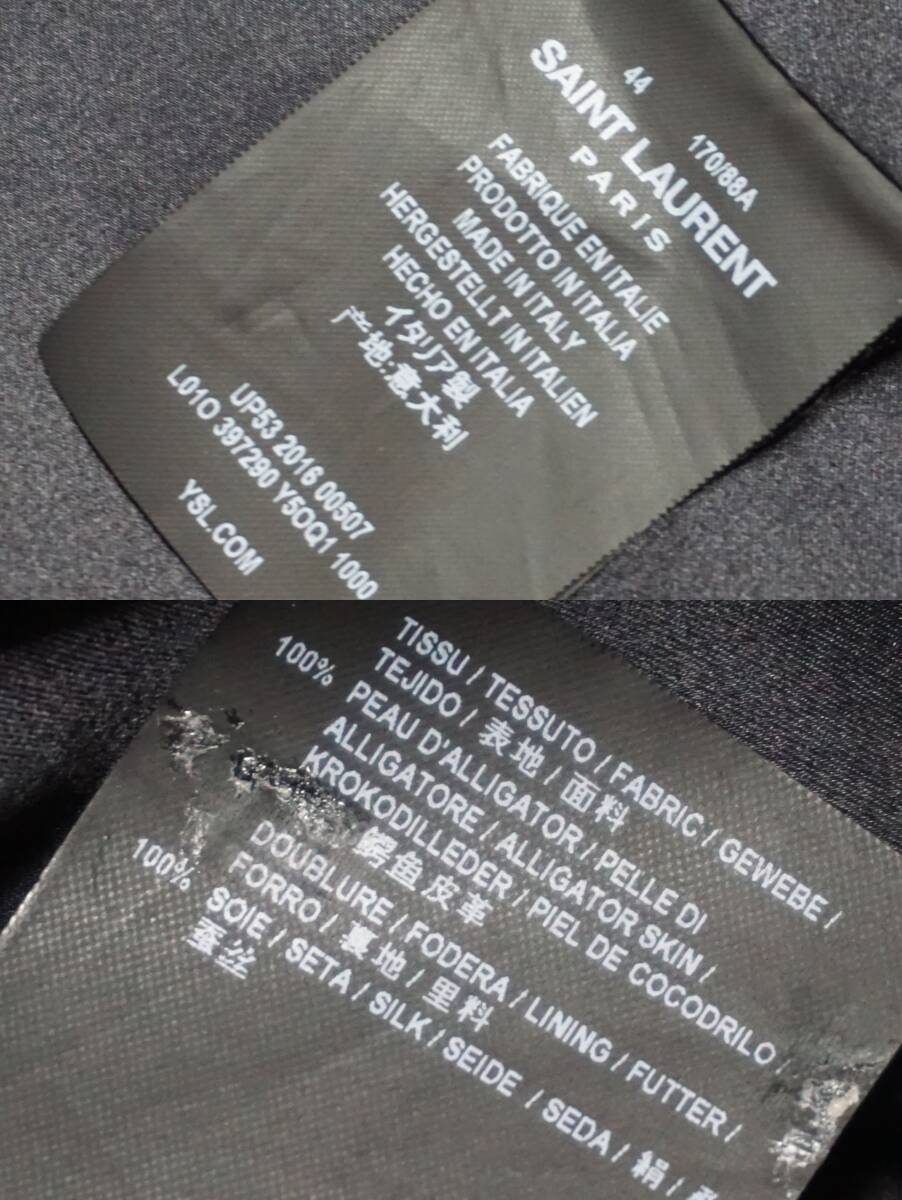 44
170/88A
SAINT LAURENT
PARIS
FABRIQUE EN ITALIE
PRODOTTO IN ITALIA
MADE IN ITALY
HERGESTELLT IN ITALIEN
HECHO EN ITALIA
イタリア製
产地:意大利
UP53 2016 00507
L01O 397290 Y5OQ1 1000
YSL.COM
TISSU / TESSUTO / FABRIC / GEWEBE /
TEJIDO / 表地 / 面料
100% PEAU D'ALLIGATOR / PELLE DI
ALLIGATORE / ALLIGATOR SKIN /
KROKODILLEDER / PIEL DE COCODRILO /
鳄鱼皮革
DOUBLURE / FODERA / LINING / FUTTER /
FORRO / 裏地 / 里料
100% SOIE / SETA / SILK / SEIDE / SEDA / 絹 /
蚕丝